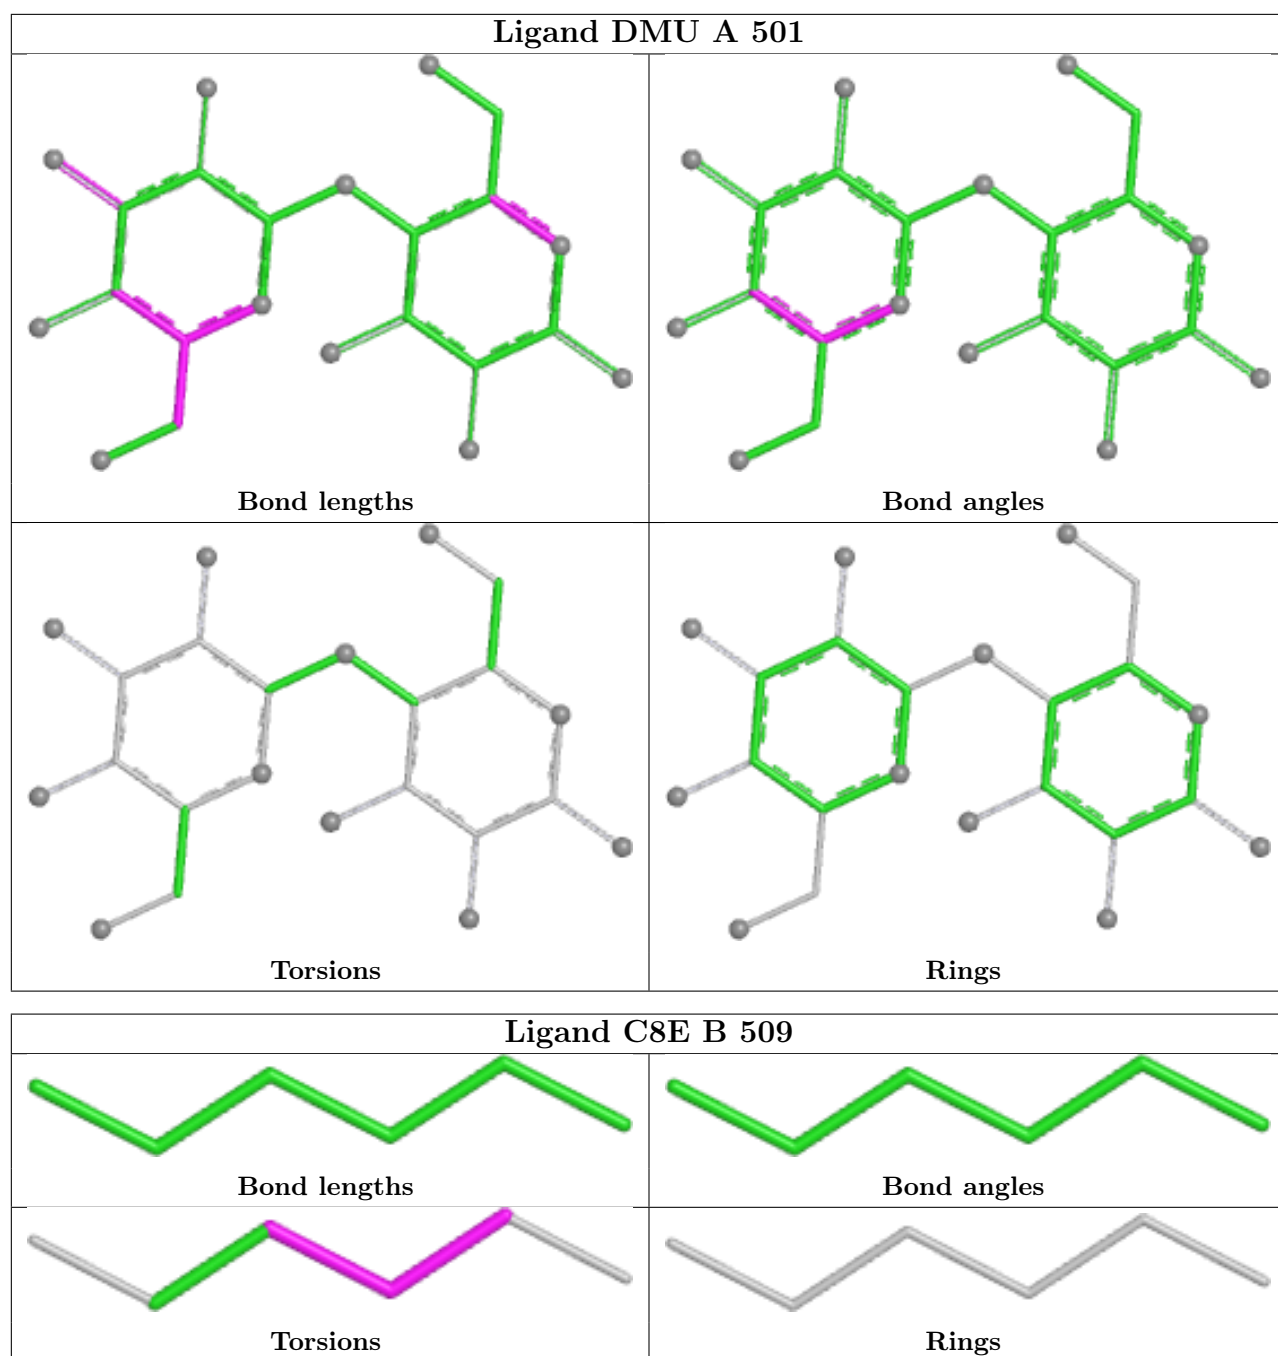 Ligand DMU A 501
Bond lengths
Bond angles
Torsions
Rings
Ligand C8E B 509
Bond lengths
Bond angles
Torsions
Rings